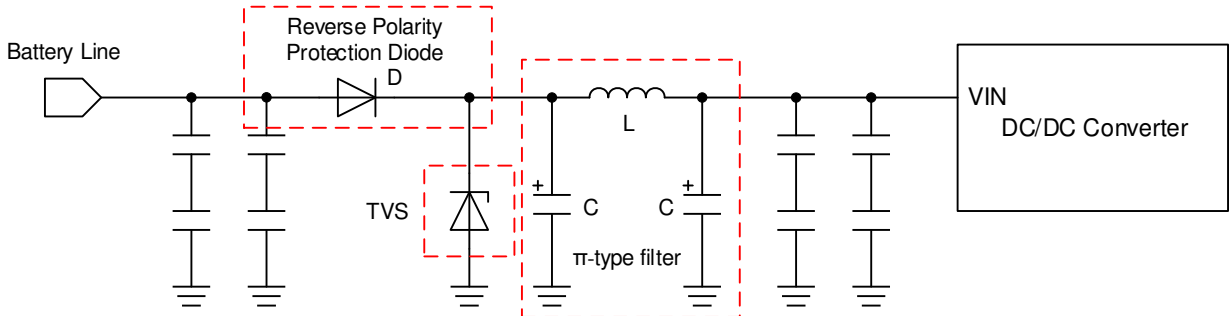 Reverse Polarity
Protection Diode
Battery Line
D
VIN
DC/DC Converter
L
TVS
+
C
+
C
π-type filter